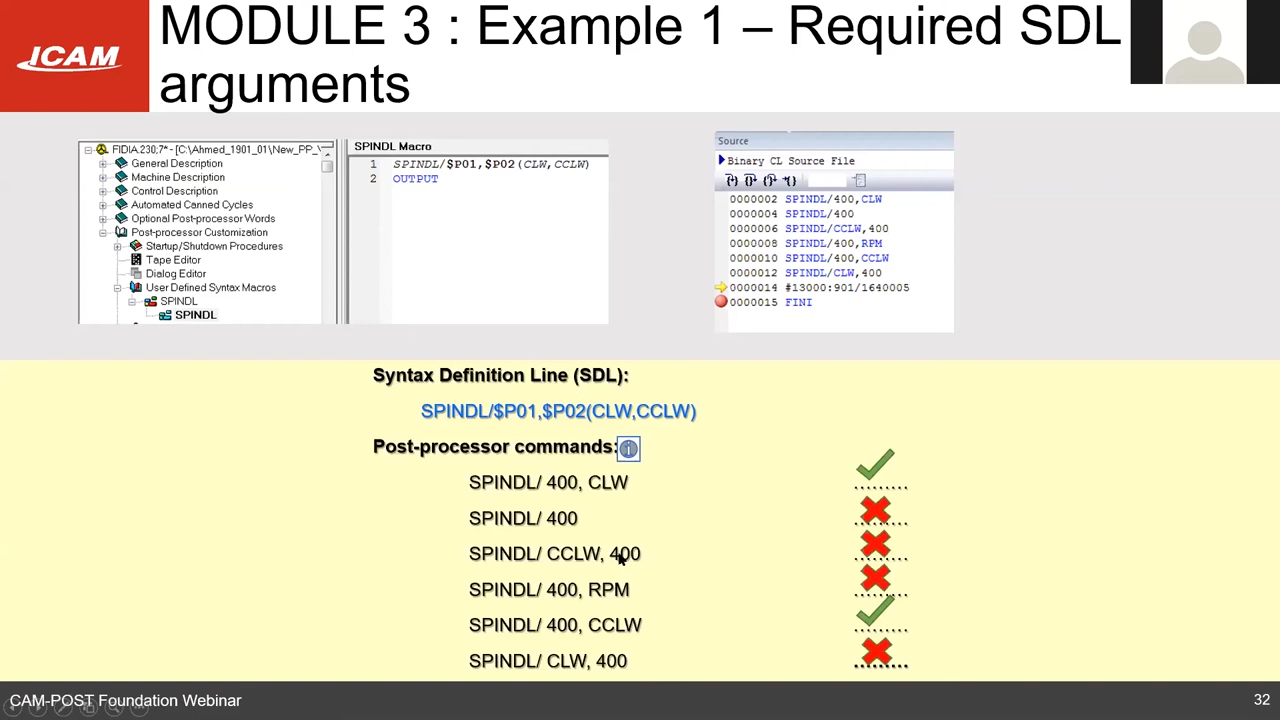 ICAM
MODULE 3 : Example 1 – Required SDL
arguments
FIDIA.230;7* - [C:\Ahmed_1901_01\New_PP_
General Description
Machine Description
Control Description
Automated Canned Cycles
Optional Post-processor Words
Post-processor Customization
Startup/Shutdown Procedures
Tape Editor
Dialog Editor
User Defined Syntax Macros
SPINDL
SPINDL
SPINDL Macro
1 SPINDL/$P01,$P02(CLW,CCLW)
2 OUTPUT
Source
Binary CL Source File
0000002 SPINDL/400,CLW
0000004 SPINDL/400
0000006 SPINDL/CCLW,400
0000008 SPINDL/400,RPM
0000010 SPINDL/400,CCLW
0000012 SPINDL/CLW,400
0000014 #13000:901/1640005
0000015 FINI
Syntax Definition Line (SDL):
SPINDL/$P01,$P02(CLW,CCLW)
Post-processor commands:
SPINDL/ 400, CLW .........
SPINDL/ 400 .........
SPINDL/ CCLW, 400 .........
SPINDL/ 400, RPM .........
SPINDL/ 400, CCLW .........
SPINDL/ CLW, 400 .........
CAM-POST Foundation Webinar
32